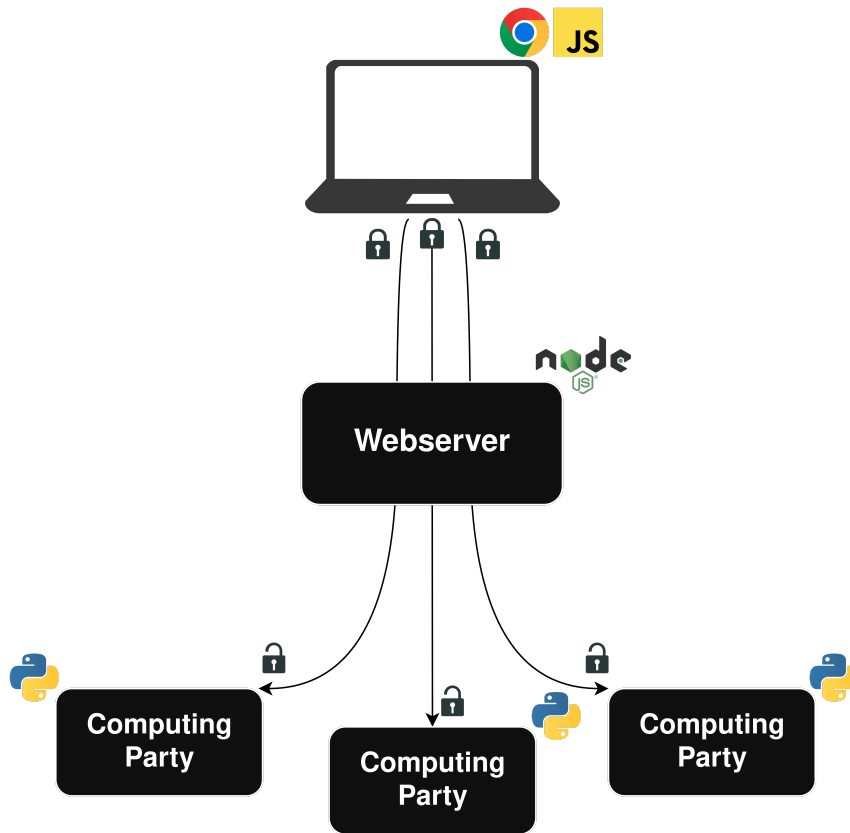 JS
node
JS
Webserver
Computing
Party
Computing
Party
Computing
Party